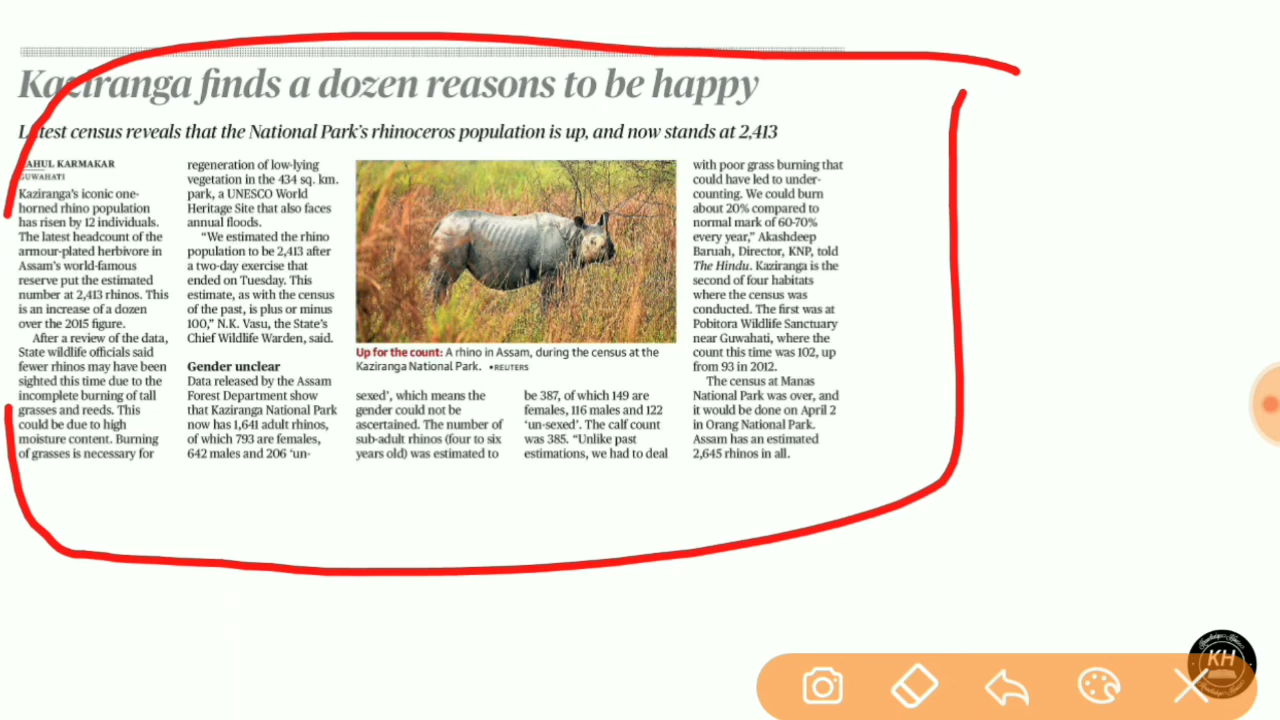 Kaziranga finds a dozen reasons to be happy
Latest census reveals that the National Park's rhinoceros population is up, and now stands at 2,413
RAHUL KARMAKAR
GUWAHATI
Kaziranga's iconic one-
horned rhino population
has risen by 12 individuals.
The latest headcount of the
armour-plated herbivore in
Assam's world-famous
reserve put the estimated
number at 2,413 rhinos. This
is an increase of a dozen
over the 2015 figure.
After a review of the data,
State wildlife officials said
fewer rhinos may have been
sighted this time due to the
incomplete burning of tall
grasses and reeds. This
could be due to high
moisture content. Burning
of grasses is necessary for
regeneration of low-lying
vegetation in the 434 sq. km.
park, a UNESCO World
Heritage Site that also faces
annual floods.
"We estimated the rhino
population to be 2,413 after
a two-day exercise that
ended on Tuesday. This
estimate, as with the census
of the past, is plus or minus
100," N.K. Vasu, the State's
Chief Wildlife Warden, said.
Gender unclear
Data released by the Assam
Forest Department show
that Kaziranga National Park
now has 1,641 adult rhinos,
of which 793 are females,
642 males and 206 'un-
Up for the count: A rhino in Assam, during the census at the
Kaziranga National Park. •REUTERS
sexed', which means the
gender could not be
ascertained. The number of
sub-adult rhinos (four to six
years old) was estimated to
be 387, of which 149 are
females, 116 males and 122
'un-sexed'. The calf count
was 385. "Unlike past
estimations, we had to deal
with poor grass burning that
could have led to under-
counting. We could burn
about 20% compared to
normal mark of 60-70%
every year," Akashdeep
Baruah, Director, KNP, told
The Hindu. Kaziranga is the
second of four habitats
where the census was
conducted. The first was at
Pobitora Wildlife Sanctuary
near Guwahati, where the
count this time was 102, up
from 93 in 2012.
The census at Manas
National Park was over, and
it would be done on April 2
in Orang National Park.
Assam has an estimated
2,645 rhinos in all.
KH